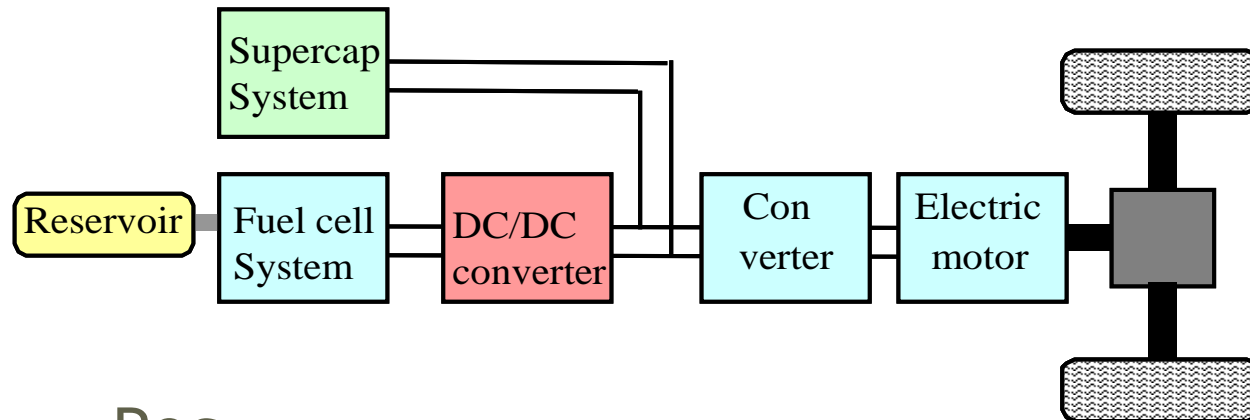 Supercap
System
Reservoir
Fuel cell
System
DC/DC
converter
Con
verter
Electric
motor